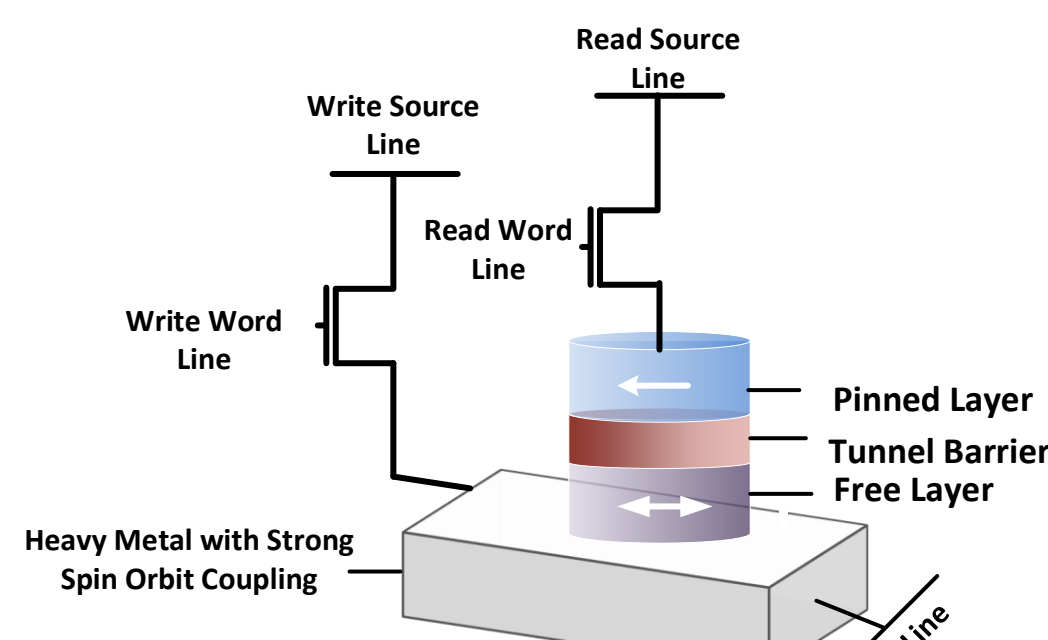 Read Source
Line
Write Source
Line
Read Word
Line
Write Word
Line
Pinned Layer
Tunnel Barrier
Free Layer
Heavy Metal with Strong
Spin Orbit Coupling
Line